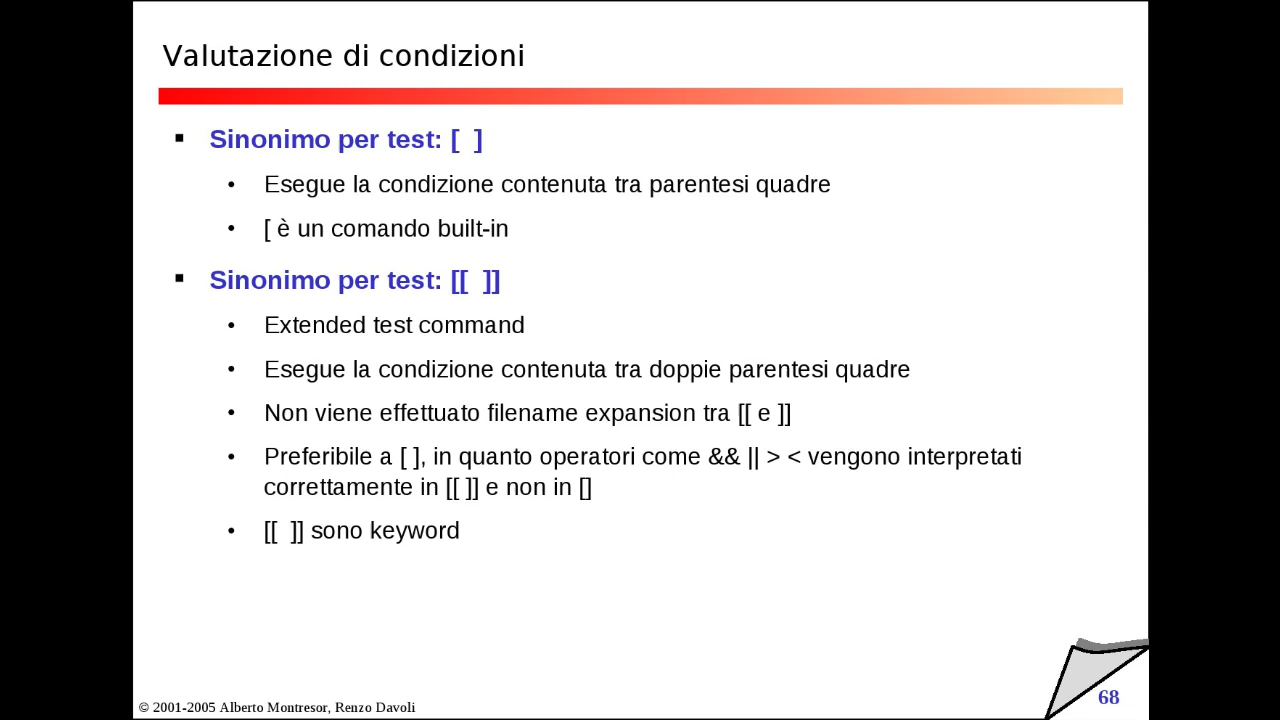 Valutazione di condizioni
Sinonimo per test: [  ]
Esegue la condizione contenuta tra parentesi quadre
[ è un comando built-in
Sinonimo per test: [[  ]]
Extended test command
Esegue la condizione contenuta tra doppie parentesi quadre
Non viene effettuato filename expansion tra [[ e ]]
Preferibile a [ ], in quanto operatori come && || > < vengono interpretati
correttamente in [[ ]] e non in []
[[  ]] sono keyword
© 2001-2005 Alberto Montresor, Renzo Davoli
68